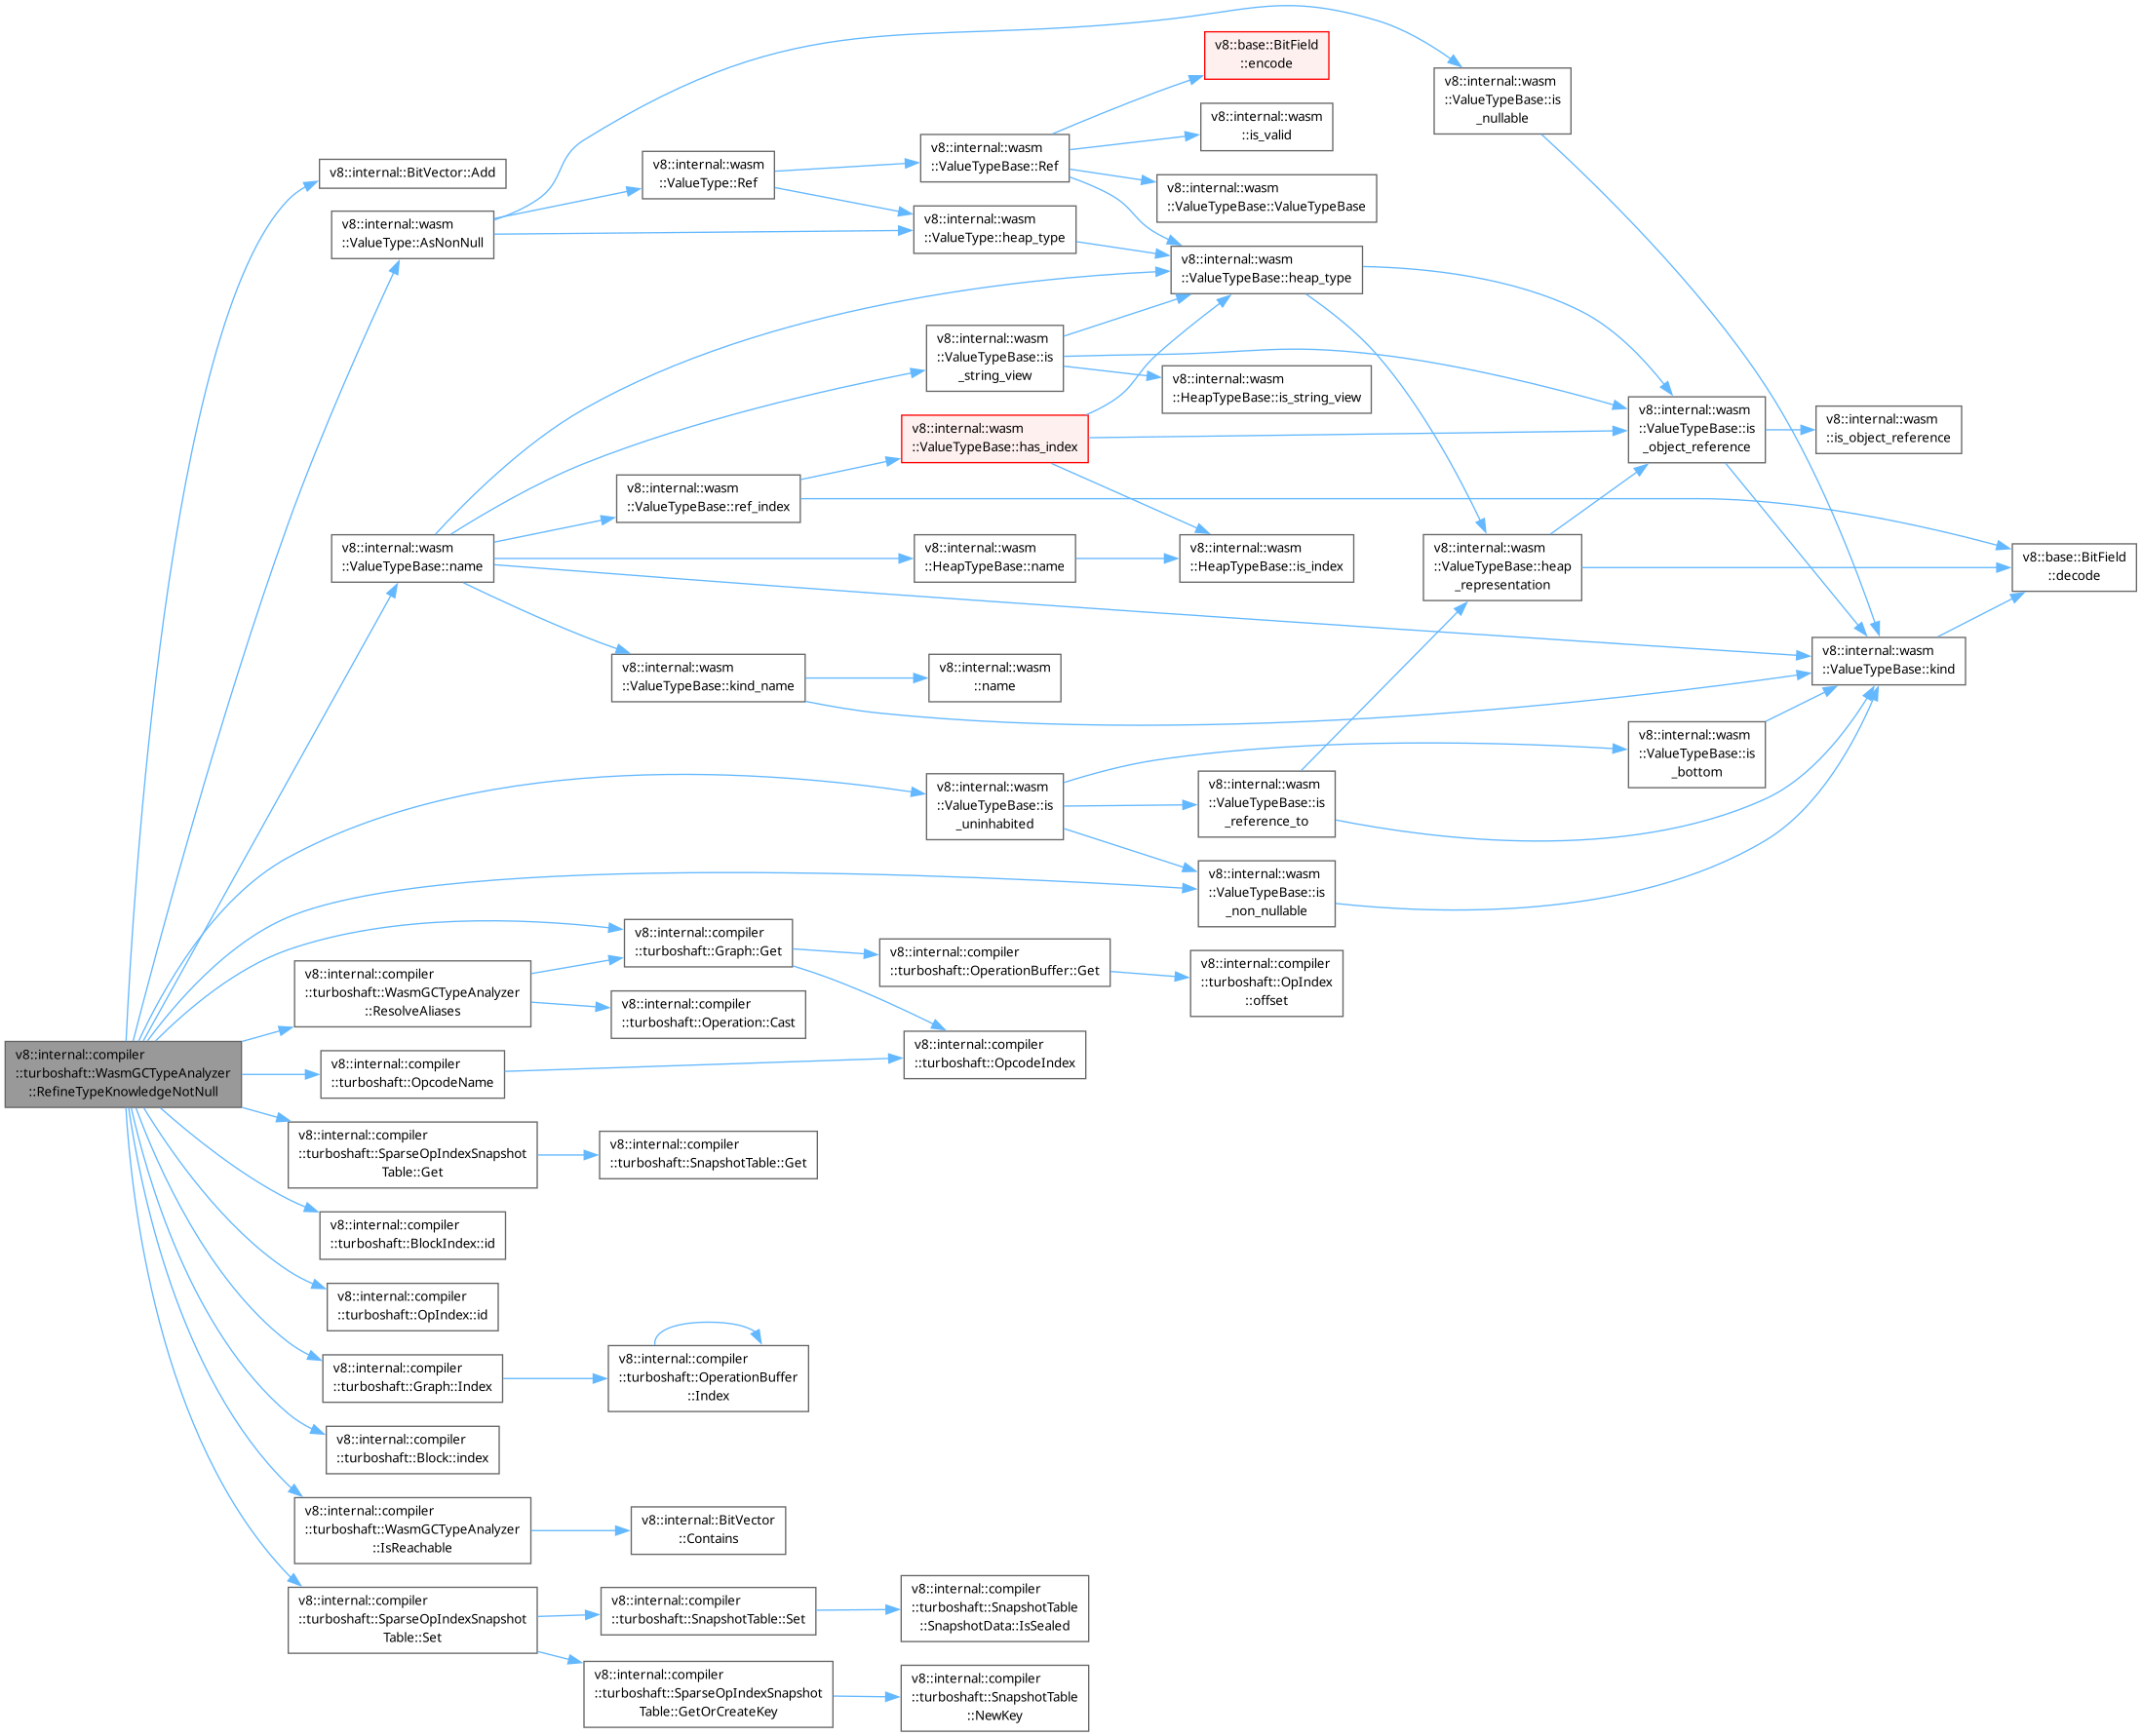 v8::internal::compiler
::turboshaft::WasmGCTypeAnalyzer
::RefineTypeKnowledgeNotNull
v8::internal::BitVector::Add
v8::internal::wasm
::ValueType::AsNonNull
v8::internal::wasm
::ValueTypeBase::name
v8::internal::compiler
::turboshaft::WasmGCTypeAnalyzer
::ResolveAliases
v8::internal::compiler
::turboshaft::OpcodeName
v8::internal::compiler
::turboshaft::SparseOpIndexSnapshot
Table::Get
v8::internal::compiler
::turboshaft::BlockIndex::id
v8::internal::compiler
::turboshaft::OpIndex::id
v8::internal::compiler
::turboshaft::Graph::Index
v8::internal::compiler
::turboshaft::Block::index
v8::internal::compiler
::turboshaft::WasmGCTypeAnalyzer
::IsReachable
v8::internal::compiler
::turboshaft::SparseOpIndexSnapshot
Table::Set
v8::internal::wasm
::ValueType::Ref
v8::internal::wasm
::ValueTypeBase::ref_index
v8::internal::wasm
::ValueTypeBase::kind_name
v8::internal::compiler
::turboshaft::Graph::Get
v8::internal::compiler
::turboshaft::Operation::Cast
v8::internal::compiler
::turboshaft::SnapshotTable::Get
v8::internal::compiler
::turboshaft::OperationBuffer
::Index
v8::internal::BitVector
::Contains
v8::internal::compiler
::turboshaft::SnapshotTable::Set
v8::internal::compiler
::turboshaft::SparseOpIndexSnapshot
Table::GetOrCreateKey
v8::internal::wasm
::ValueTypeBase::Ref
v8::internal::wasm
::ValueType::heap_type
v8::internal::wasm
::ValueTypeBase::is
_string_view
v8::internal::wasm
::ValueTypeBase::has_index
v8::internal::wasm
::HeapTypeBase::name
v8::internal::wasm
::name
v8::internal::wasm
::ValueTypeBase::is
_uninhabited
v8::internal::compiler
::turboshaft::OperationBuffer::Get
v8::internal::compiler
::turboshaft::OpcodeIndex
v8::internal::compiler
::turboshaft::SnapshotTable
::SnapshotData::IsSealed
v8::internal::compiler
::turboshaft::SnapshotTable
::NewKey
v8::base::BitField
::encode
v8::internal::wasm
::is_valid
v8::internal::wasm
::ValueTypeBase::ValueTypeBase
v8::internal::wasm
::ValueTypeBase::heap_type
v8::internal::wasm
::HeapTypeBase::is_string_view
v8::internal::wasm
::HeapTypeBase::is_index
v8::internal::wasm
::ValueTypeBase::is
_reference_to
v8::internal::wasm
::ValueTypeBase::is
_non_nullable
v8::internal::compiler
::turboshaft::OpIndex
::offset
v8::internal::wasm
::ValueTypeBase::is
_nullable
v8::internal::wasm
::ValueTypeBase::heap
_representation
v8::internal::wasm
::ValueTypeBase::is
_object_reference
v8::internal::wasm
::ValueTypeBase::is
_bottom
v8::internal::wasm
::is_object_reference
v8::internal::wasm
::ValueTypeBase::kind
v8::base::BitField
::decode